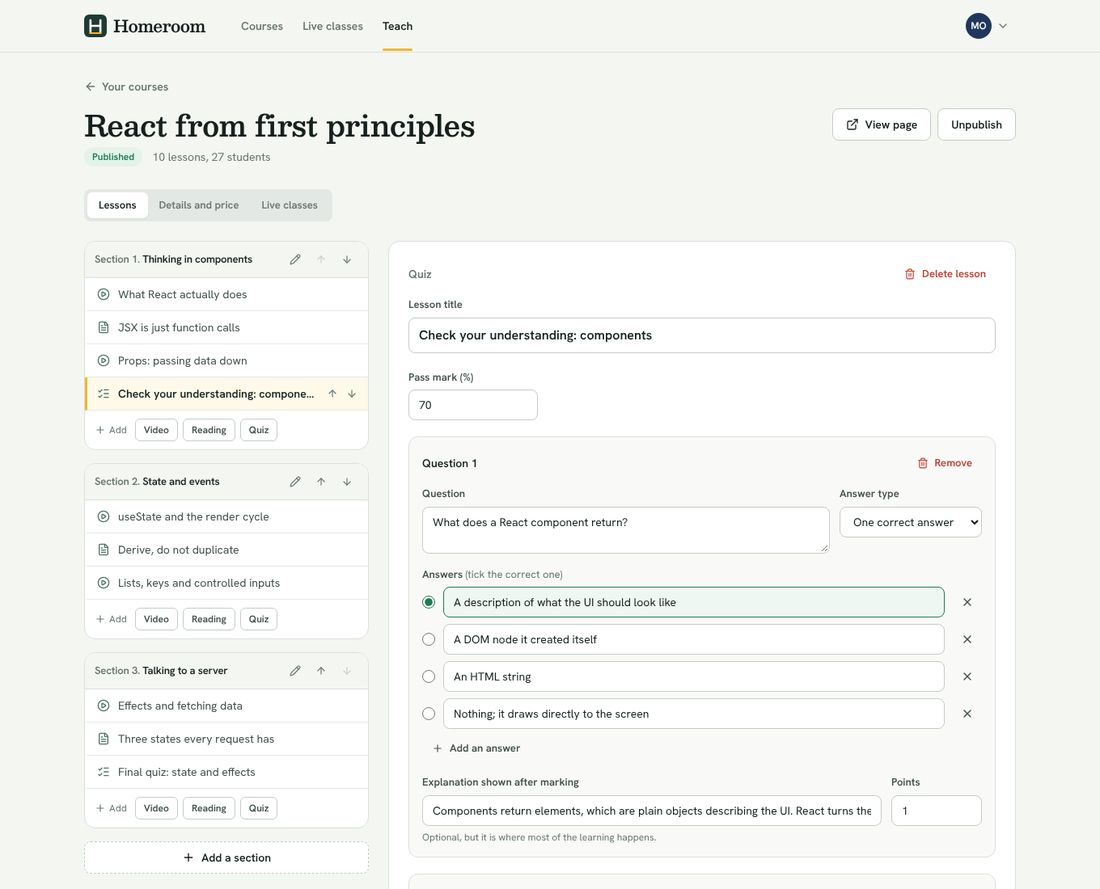 Homeroom
Courses
Live classes
Teach
MO
Your courses
React from first principles
View page
Unpublish
Published
10 lessons, 27 students
Lessons
Details and price
Live classes
Section 1. Thinking in components
What React actually does
JSX is just function calls
Props: passing data down
Check your understanding: compone...
Add
Video
Reading
Quiz
Section 2. State and events
useState and the render cycle
Derive, do not duplicate
Lists, keys and controlled inputs
Add
Video
Reading
Quiz
Section 3. Talking to a server
Effects and fetching data
Three states every request has
Final quiz: state and effects
Add
Video
Reading
Quiz
Add a section
Quiz
Delete lesson
Lesson title
Check your understanding: components
Pass mark (%)
70
Question 1
Remove
Question
Answer type
What does a React component return?
One correct answer
Answers (tick the correct one)
A description of what the UI should look like
A DOM node it created itself
An HTML string
Nothing; it draws directly to the screen
Add an answer
Explanation shown after marking
Points
Components return elements, which are plain objects describing the UI. React turns the
1
Optional, but it is where most of the learning happens.